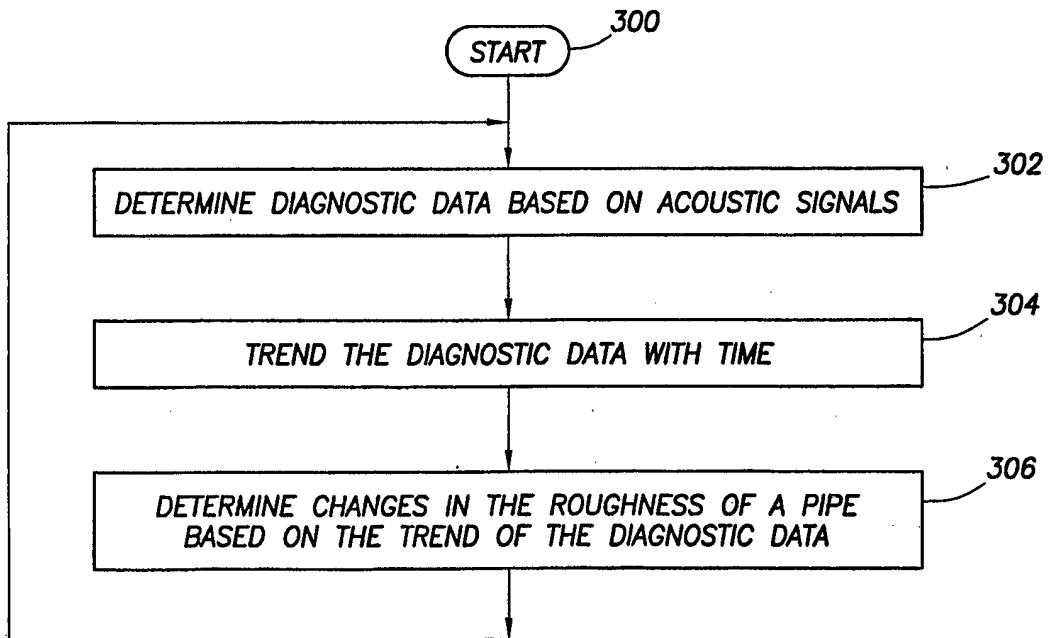 300
START
302
DETERMINE DIAGNOSTIC DATA BASED ON ACOUSTIC SIGNALS
304
TREND THE DIAGNOSTIC DATA WITH TIME
306
DETERMINE CHANGES IN THE ROUGHNESS OF A PIPE
BASED ON THE TREND OF THE DIAGNOSTIC DATA